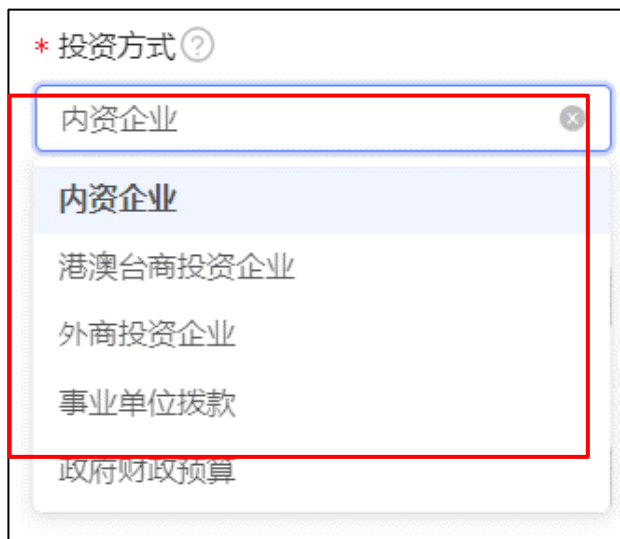 * 投资方式?
内资企业
内资企业
港澳台商投资企业
外商投资企业
事业单位拨款
政府财政预算